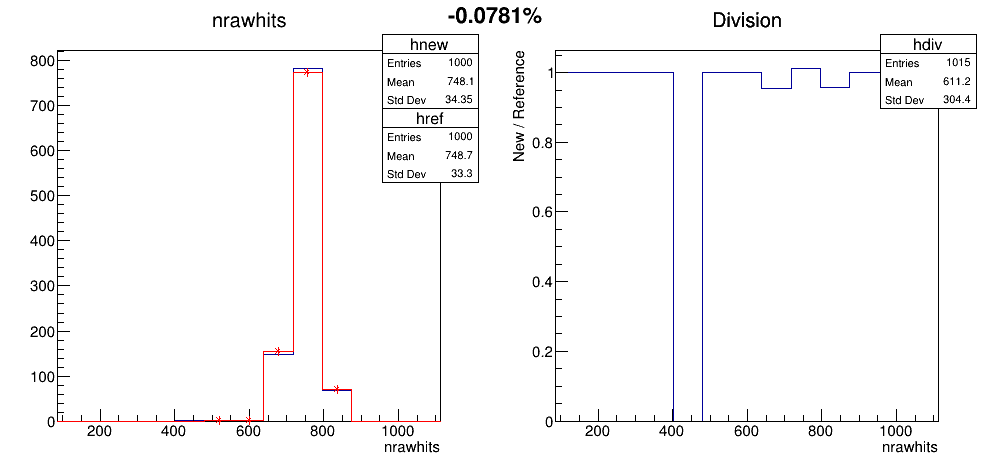 -0.0781%
nrawhits
hnew
Entries 1000
Mean 748.1
Std Dev 34.35
href
Entries 1000
Mean 748.7
Std Dev 33.3
800
700
600
500
400
300
200
100
0
200 400 600 800 1000
nrawhits
Division
hdiv
Entries 1015
Mean 611.2
Std Dev 304.4
New / Reference
1
0.8
0.6
0.4
0.2
0
200 400 600 800 1000
nrawhits